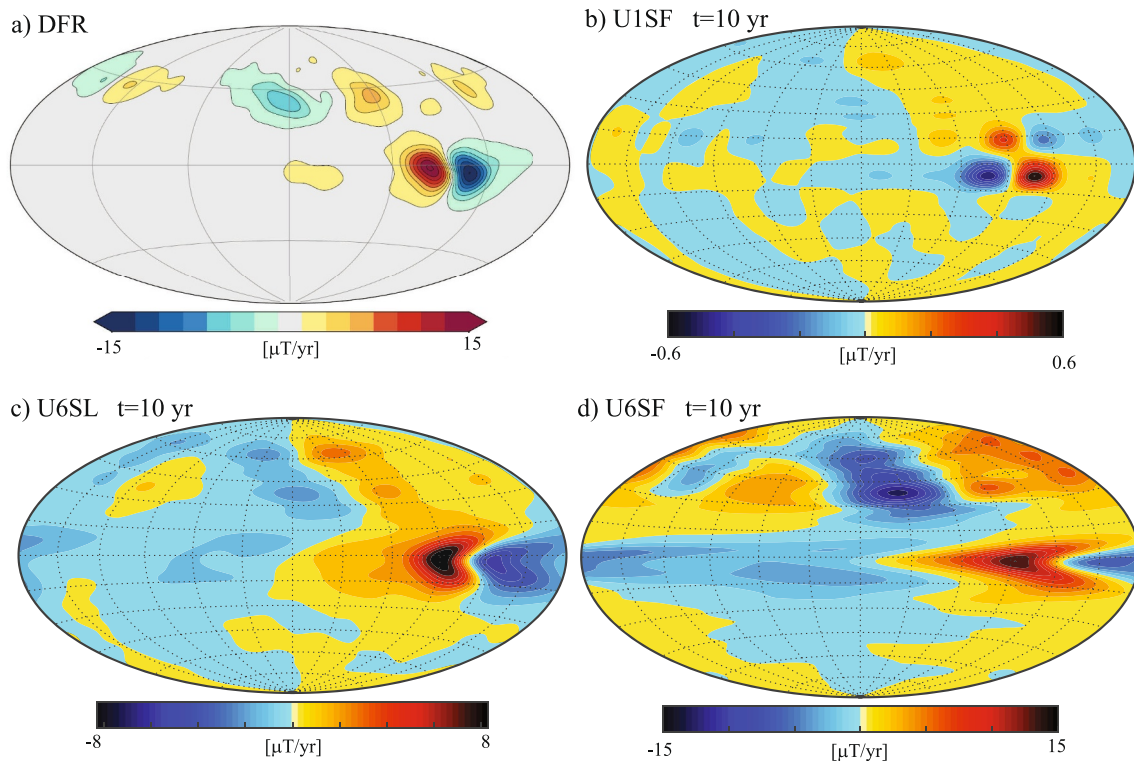 a) DFR
b) U1SF t=10 yr
-15 [μT/yr] 15
-0.6 [μT/yr] 0.6
c) U6SL t=10 yr
d) U6SF t=10 yr
-8 [μT/yr] 8
-15 [μT/yr] 15